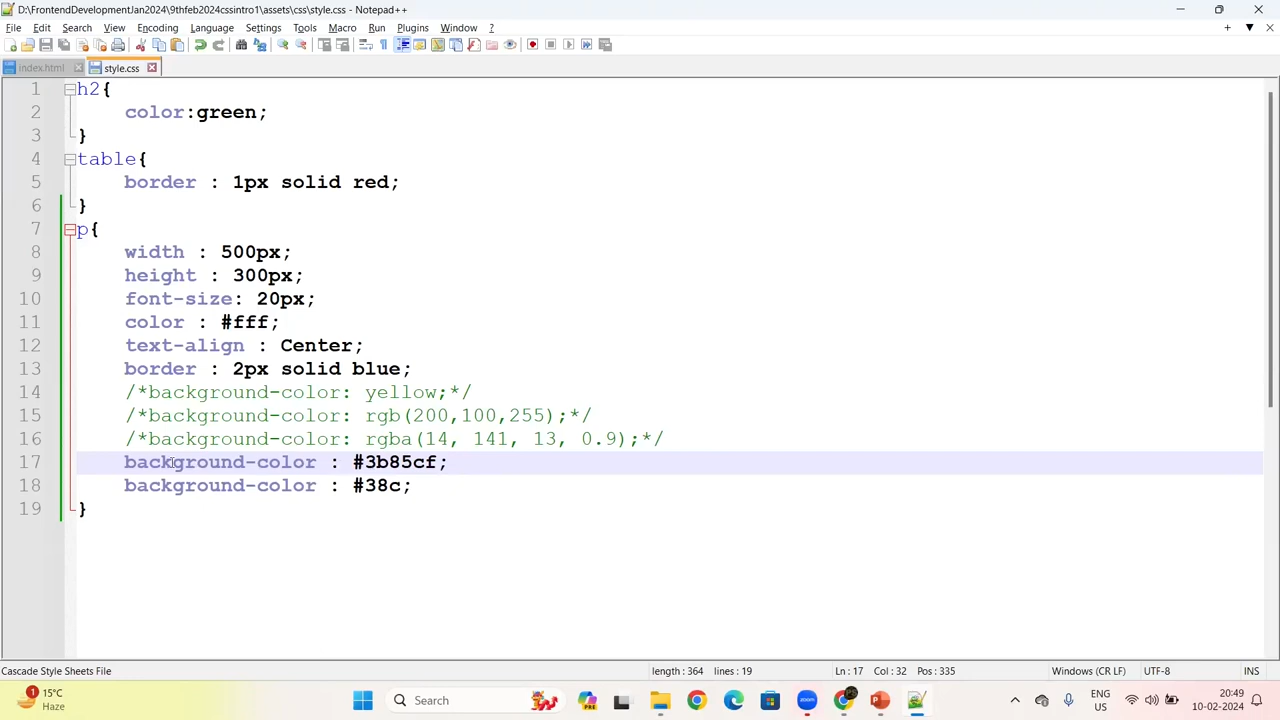 D:\FrontendDevelopmentJan2024\9thfeb2024cssintro1\assets\css\style.css - Notepad++
File Edit Search View Encoding Language Settings Tools Macro Run Plugins Window ?
index.html style.css
1 h2{
2 color:green;
3 }
4 table{
5 border : 1px solid red;
6 }
7 p{
8 width : 500px;
9 height : 300px;
10 font-size: 20px;
11 color : #fff;
12 text-align : Center;
13 border : 2px solid blue;
14 /*background-color: yellow;*/
15 /*background-color: rgb(200,100,255);*/
16 /*background-color: rgba(14, 141, 13, 0.9);*/
17 background-color : #3b85cf;
18 background-color : #38c;
19 }
Cascade Style Sheets File length : 364 lines : 19 Ln : 17 Col : 32 Pos : 335 Windows (CR LF) UTF-8 INS
1 15°C
Haze
Search
PRE
ENG
US
20:49
10-02-2024